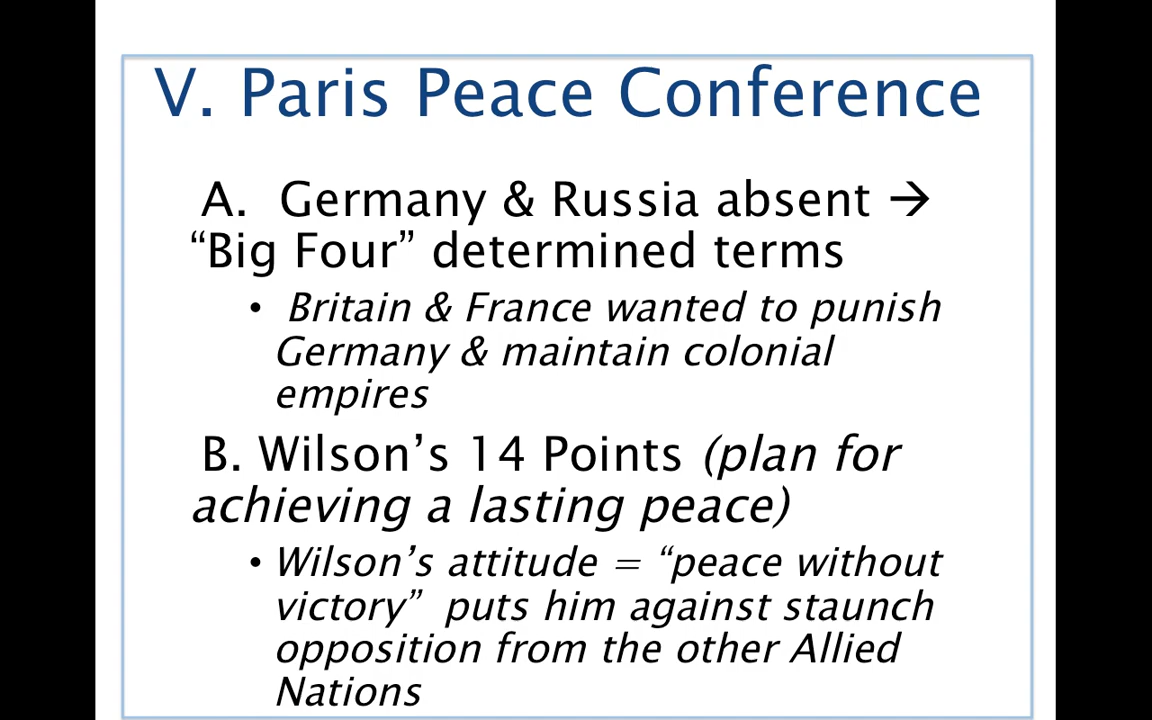 V. Paris Peace Conference
A. Germany & Russia absent →
“Big Four” determined terms
• Britain & France wanted to punish
Germany & maintain colonial
empires
B. Wilson’s 14 Points (plan for
achieving a lasting peace)
• Wilson’s attitude = “peace without
victory” puts him against staunch
opposition from the other Allied
Nations